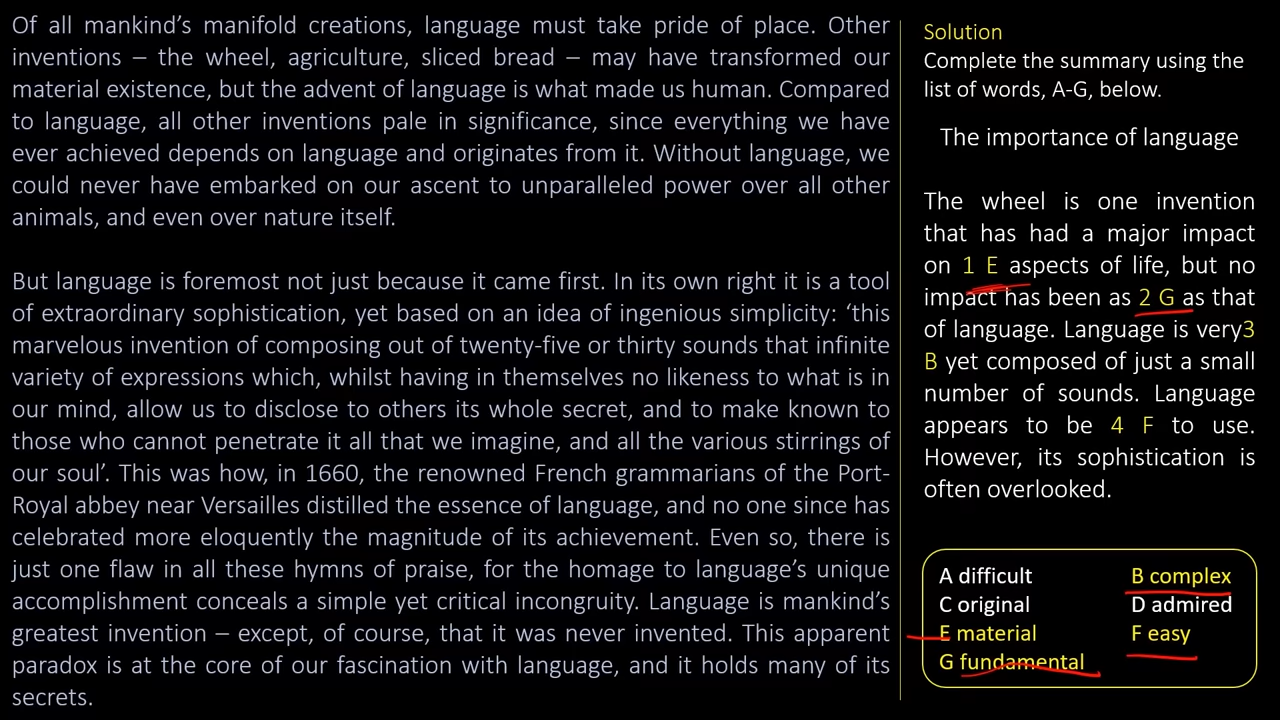 Of all mankind’s manifold creations, language must take pride of place. Other
inventions – the wheel, agriculture, sliced bread – may have transformed our
material existence, but the advent of language is what made us human. Compared
to language, all other inventions pale in significance, since everything we have
ever achieved depends on language and originates from it. Without language, we
could never have embarked on our ascent to unparalleled power over all other
animals, and even over nature itself.
But language is foremost not just because it came first. In its own right it is a tool
of extraordinary sophistication, yet based on an idea of ingenious simplicity: ‘this
marvelous invention of composing out of twenty-five or thirty sounds that infinite
variety of expressions which, whilst having in themselves no likeness to what is in
our mind, allow us to disclose to others its whole secret, and to make known to
those who cannot penetrate it all that we imagine, and all the various stirrings of
our soul’. This was how, in 1660, the renowned French grammarians of the Port-
Royal abbey near Versailles distilled the essence of language, and no one since has
celebrated more eloquently the magnitude of its achievement. Even so, there is
just one flaw in all these hymns of praise, for the homage to language’s unique
accomplishment conceals a simple yet critical incongruity. Language is mankind’s
greatest invention – except, of course, that it was never invented. This apparent
paradox is at the core of our fascination with language, and it holds many of its
secrets.
Solution
Complete the summary using the
list of words, A-G, below.
The importance of language
The wheel is one invention
that has had a major impact
on 1 E aspects of life, but no
impact has been as 2 G as that
of language. Language is very3
B yet composed of just a small
number of sounds. Language
appears to be 4 F to use.
However, its sophistication is
often overlooked.
A difficult B complex
C original D admired
E material F easy
G fundamental